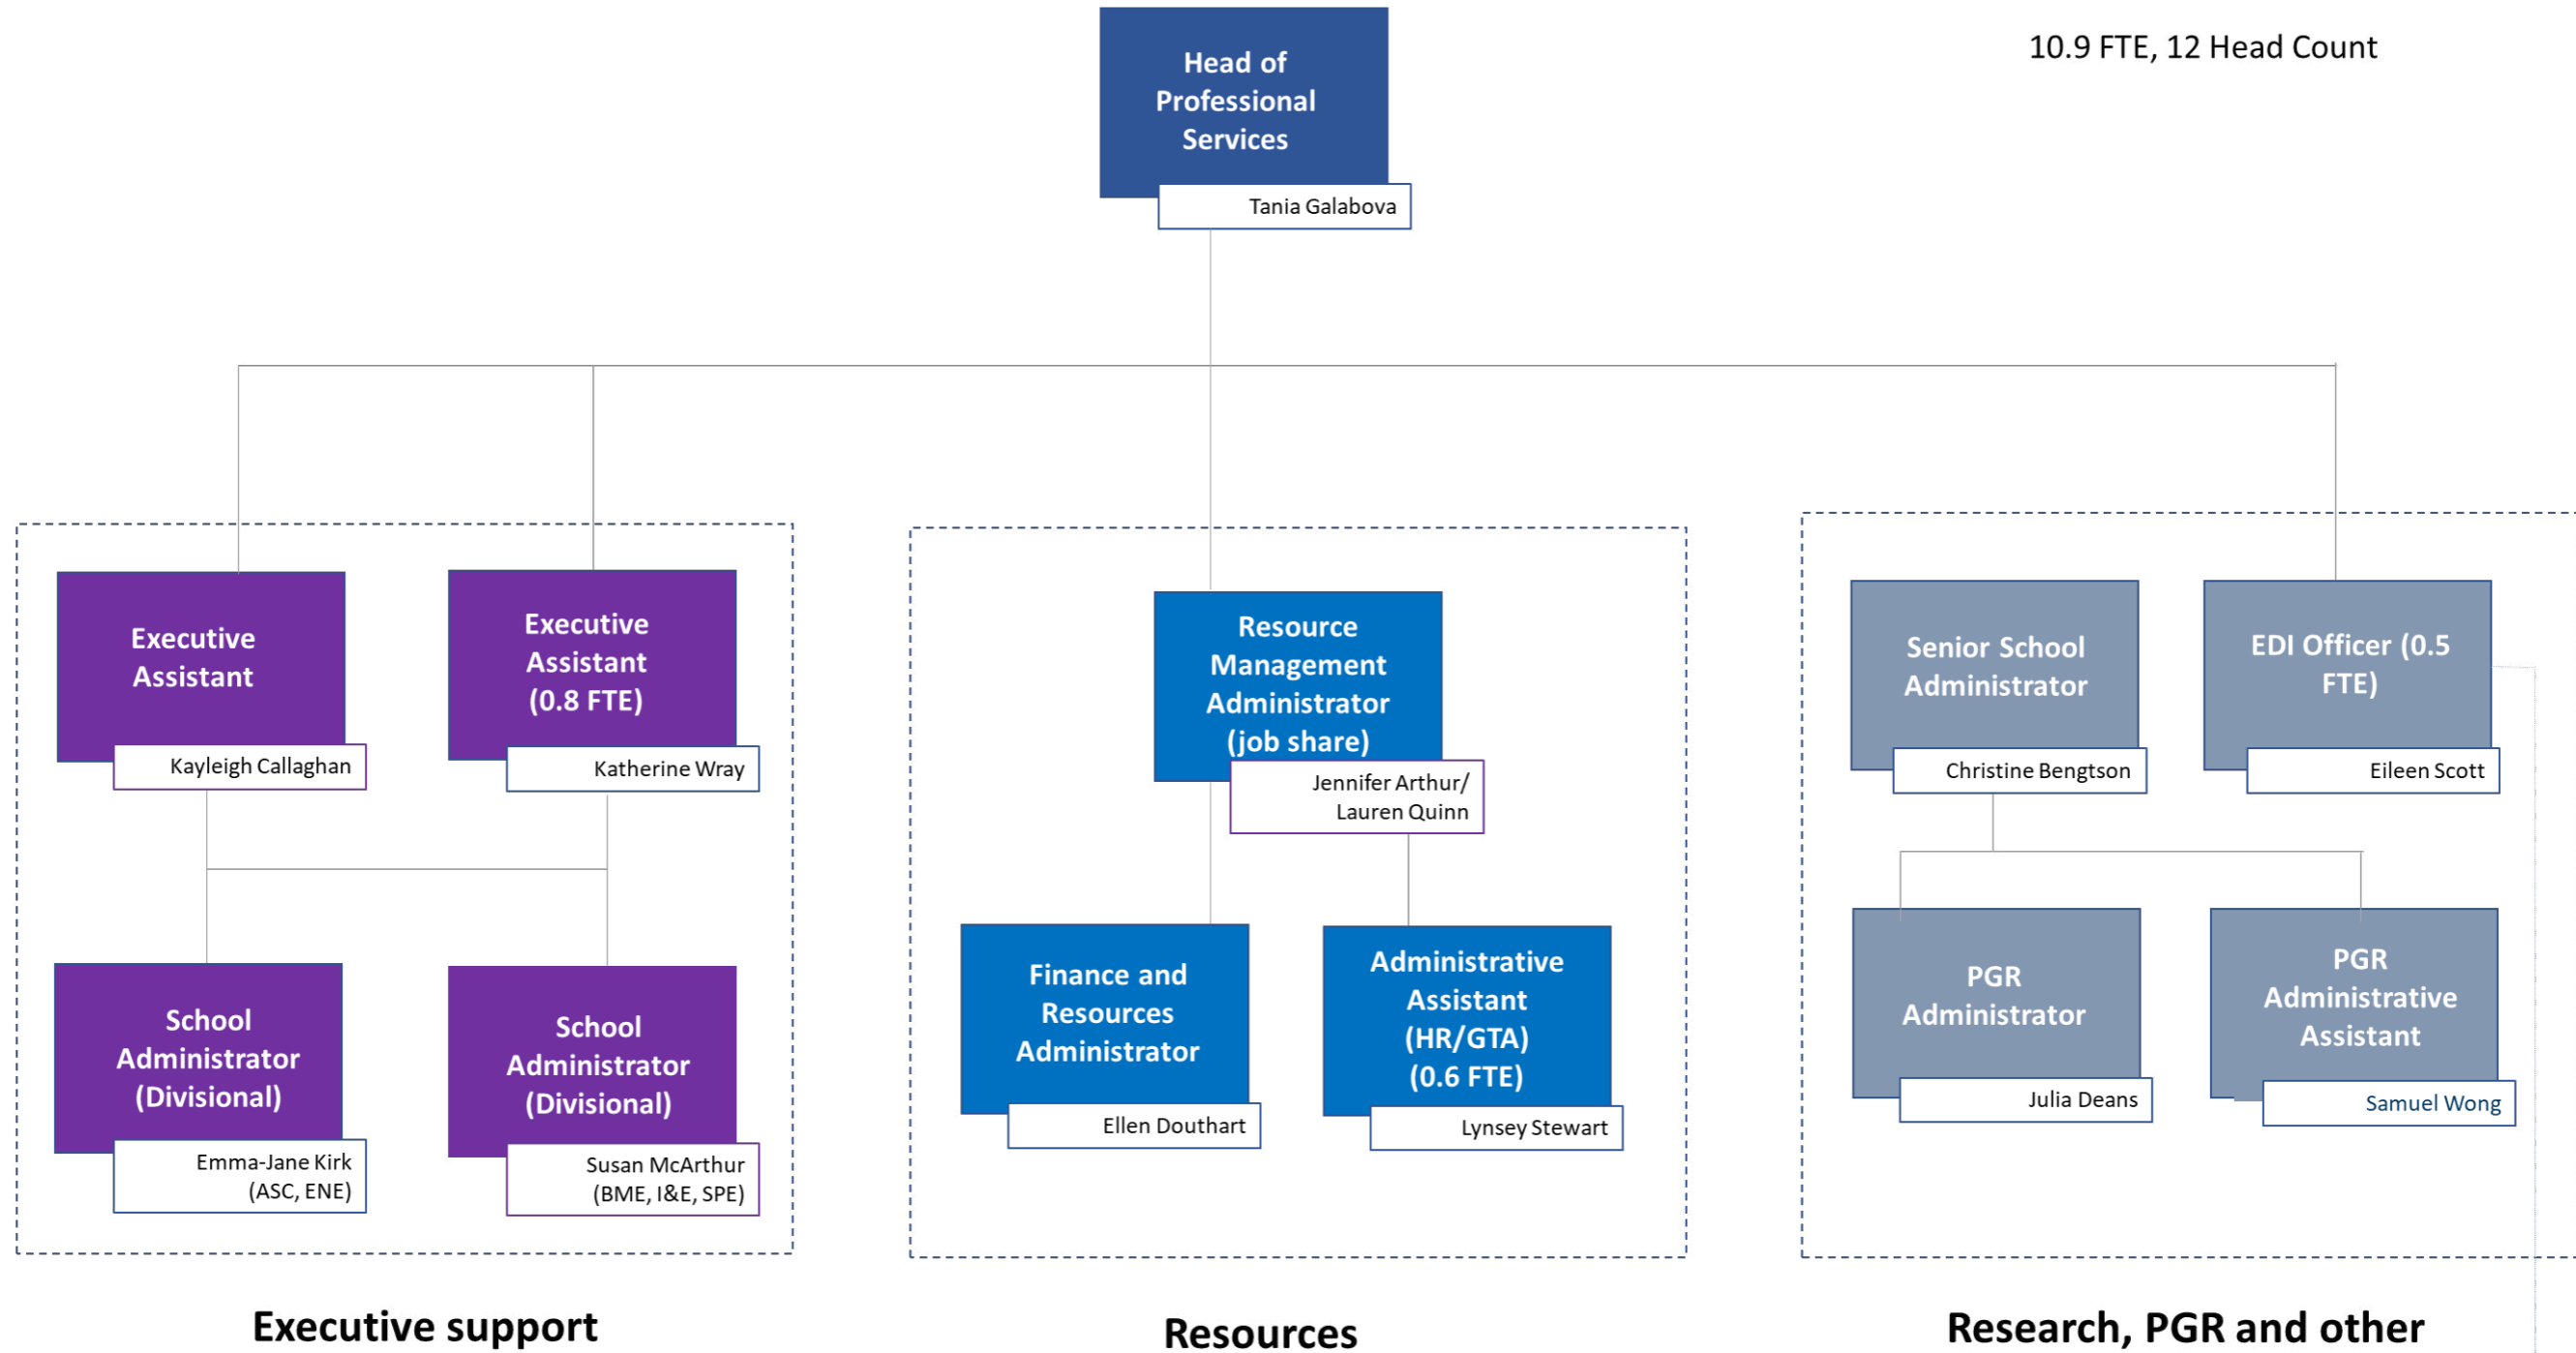 10.9 FTE, 12 Head Count
Head of
Professional
Services
Tania Galabova
Executive
Assistant
Kayleigh Callaghan
Executive
Assistant
(0.8 FTE)
Katherine Wray
School
Administrator
(Divisional)
Emma-Jane Kirk
(ASC, ENE)
School
Administrator
(Divisional)
Susan McArthur
(BME, I&E, SPE)
Executive support
Resource
Management
Administrator
(job share)
Jennifer Arthur/
Lauren Quinn
Finance and
Resources
Administrator
Ellen Douthart
Administrative
Assistant
(HR/GTA)
(0.6 FTE)
Lynsey Stewart
Resources
Senior School
Administrator
Christine Bengtson
EDI Officer (0.5
FTE)
Eileen Scott
PGR
Administrator
Julia Deans
PGR
Administrative
Assistant
Samuel Wong
Research, PGR and other